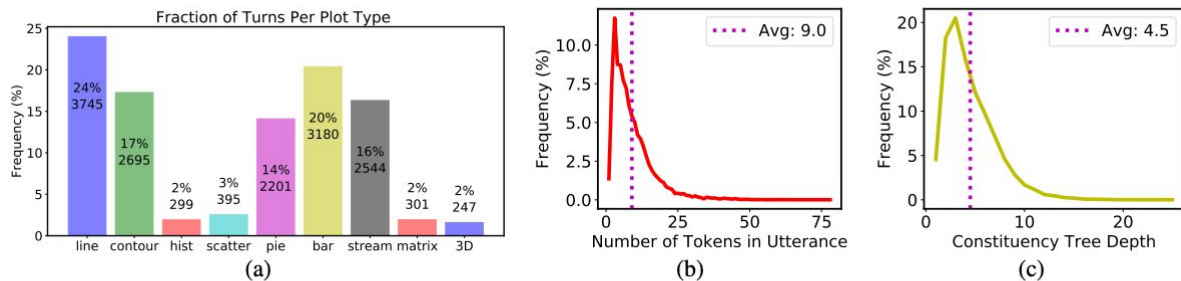 Fraction of Turns Per Plot Type
Frequency (%)
25
20
15
10
5
0
24%
3745
17%
2695
2%
299
3%
395
14%
2201
20%
3180
16%
2544
2%
301
2%
247
line contour hist scatter pie bar stream matrix 3D
(a)
Frequency (%)
10.0
7.5
5.0
2.5
0.0
Avg: 9.0
0 25 50 75
Number of Tokens in Utterance
(b)
Frequency (%)
20
15
10
5
0
Avg: 4.5
0 10 20
Constituency Tree Depth
(c)